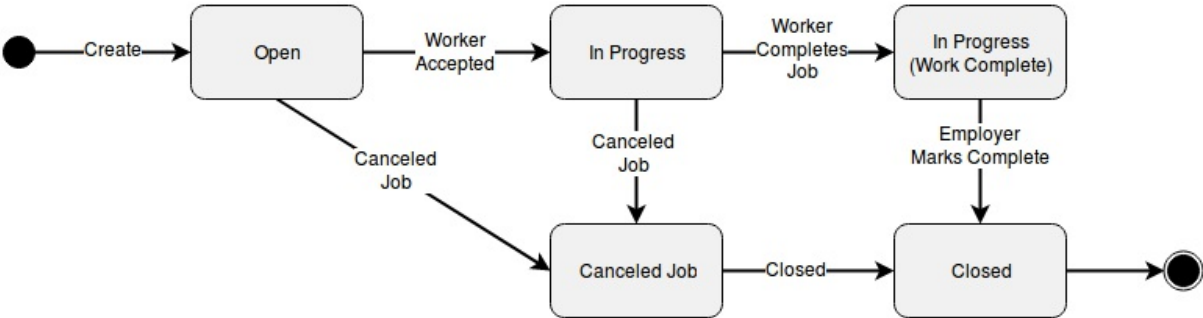 Create
Open
Worker
Accepted
In Progress
Worker
Completes
Job
In Progress
(Work Complete)
Canceled
Job
Canceled
Job
Employer
Marks Complete
Canceled Job
Closed
Closed